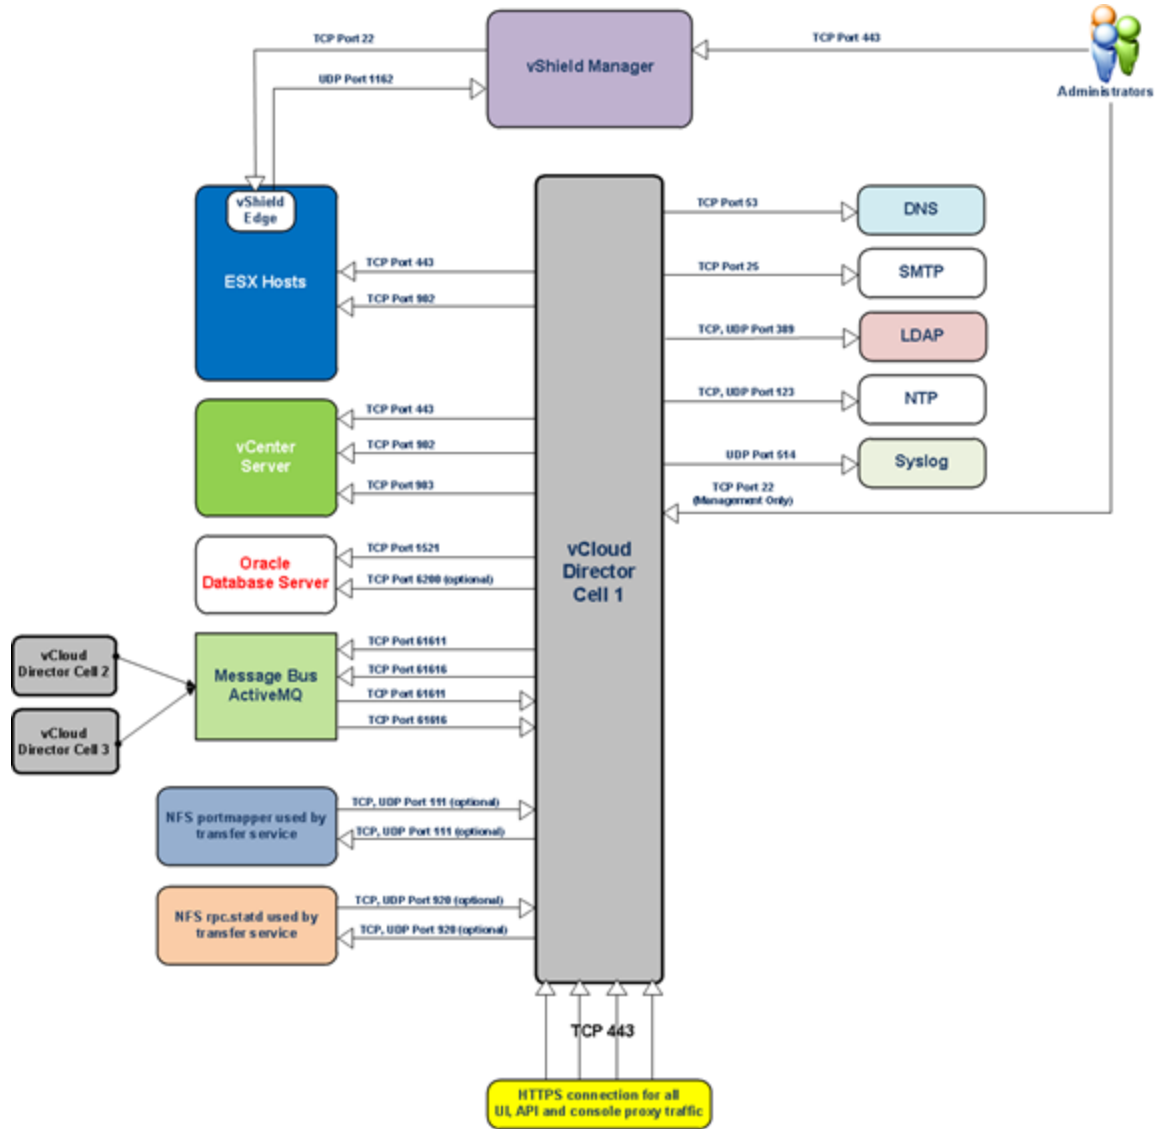 TCP Port 22
TCP Port 443
UDP Port 1162
vShield Manager
Administrators
vShield
Edge
ESX Hosts
TCP Port 443
TCP Port 902
TCP Port 53
DNS
TCP Port 25
SMTP
TCP, UDP Port 389
LDAP
TCP, UDP Port 123
NTP
UDP Port 514
Syslog
TCP Port 22
(Management Only)
vCenter
Server
TCP Port 443
TCP Port 902
TCP Port 903
vCloud
Director
Cell 1
Oracle
Database Server
TCP Port 1521
TCP Port 6200 (optional)
vCloud
Director Cell 2
vCloud
Director Cell 3
Message Bus
ActiveMQ
TCP Port 61611
TCP Port 61616
TCP Port 61611
TCP Port 61616
NFS portmapper used by
transfer service
TCP, UDP Port 111 (optional)
TCP, UDP Port 111 (optional)
NFS rpc.statd used by
transfer service
TCP, UDP Port 920 (optional)
TCP, UDP Port 920 (optional)
TCP 443
HTTPS connection for all
UI, API and console proxy traffic